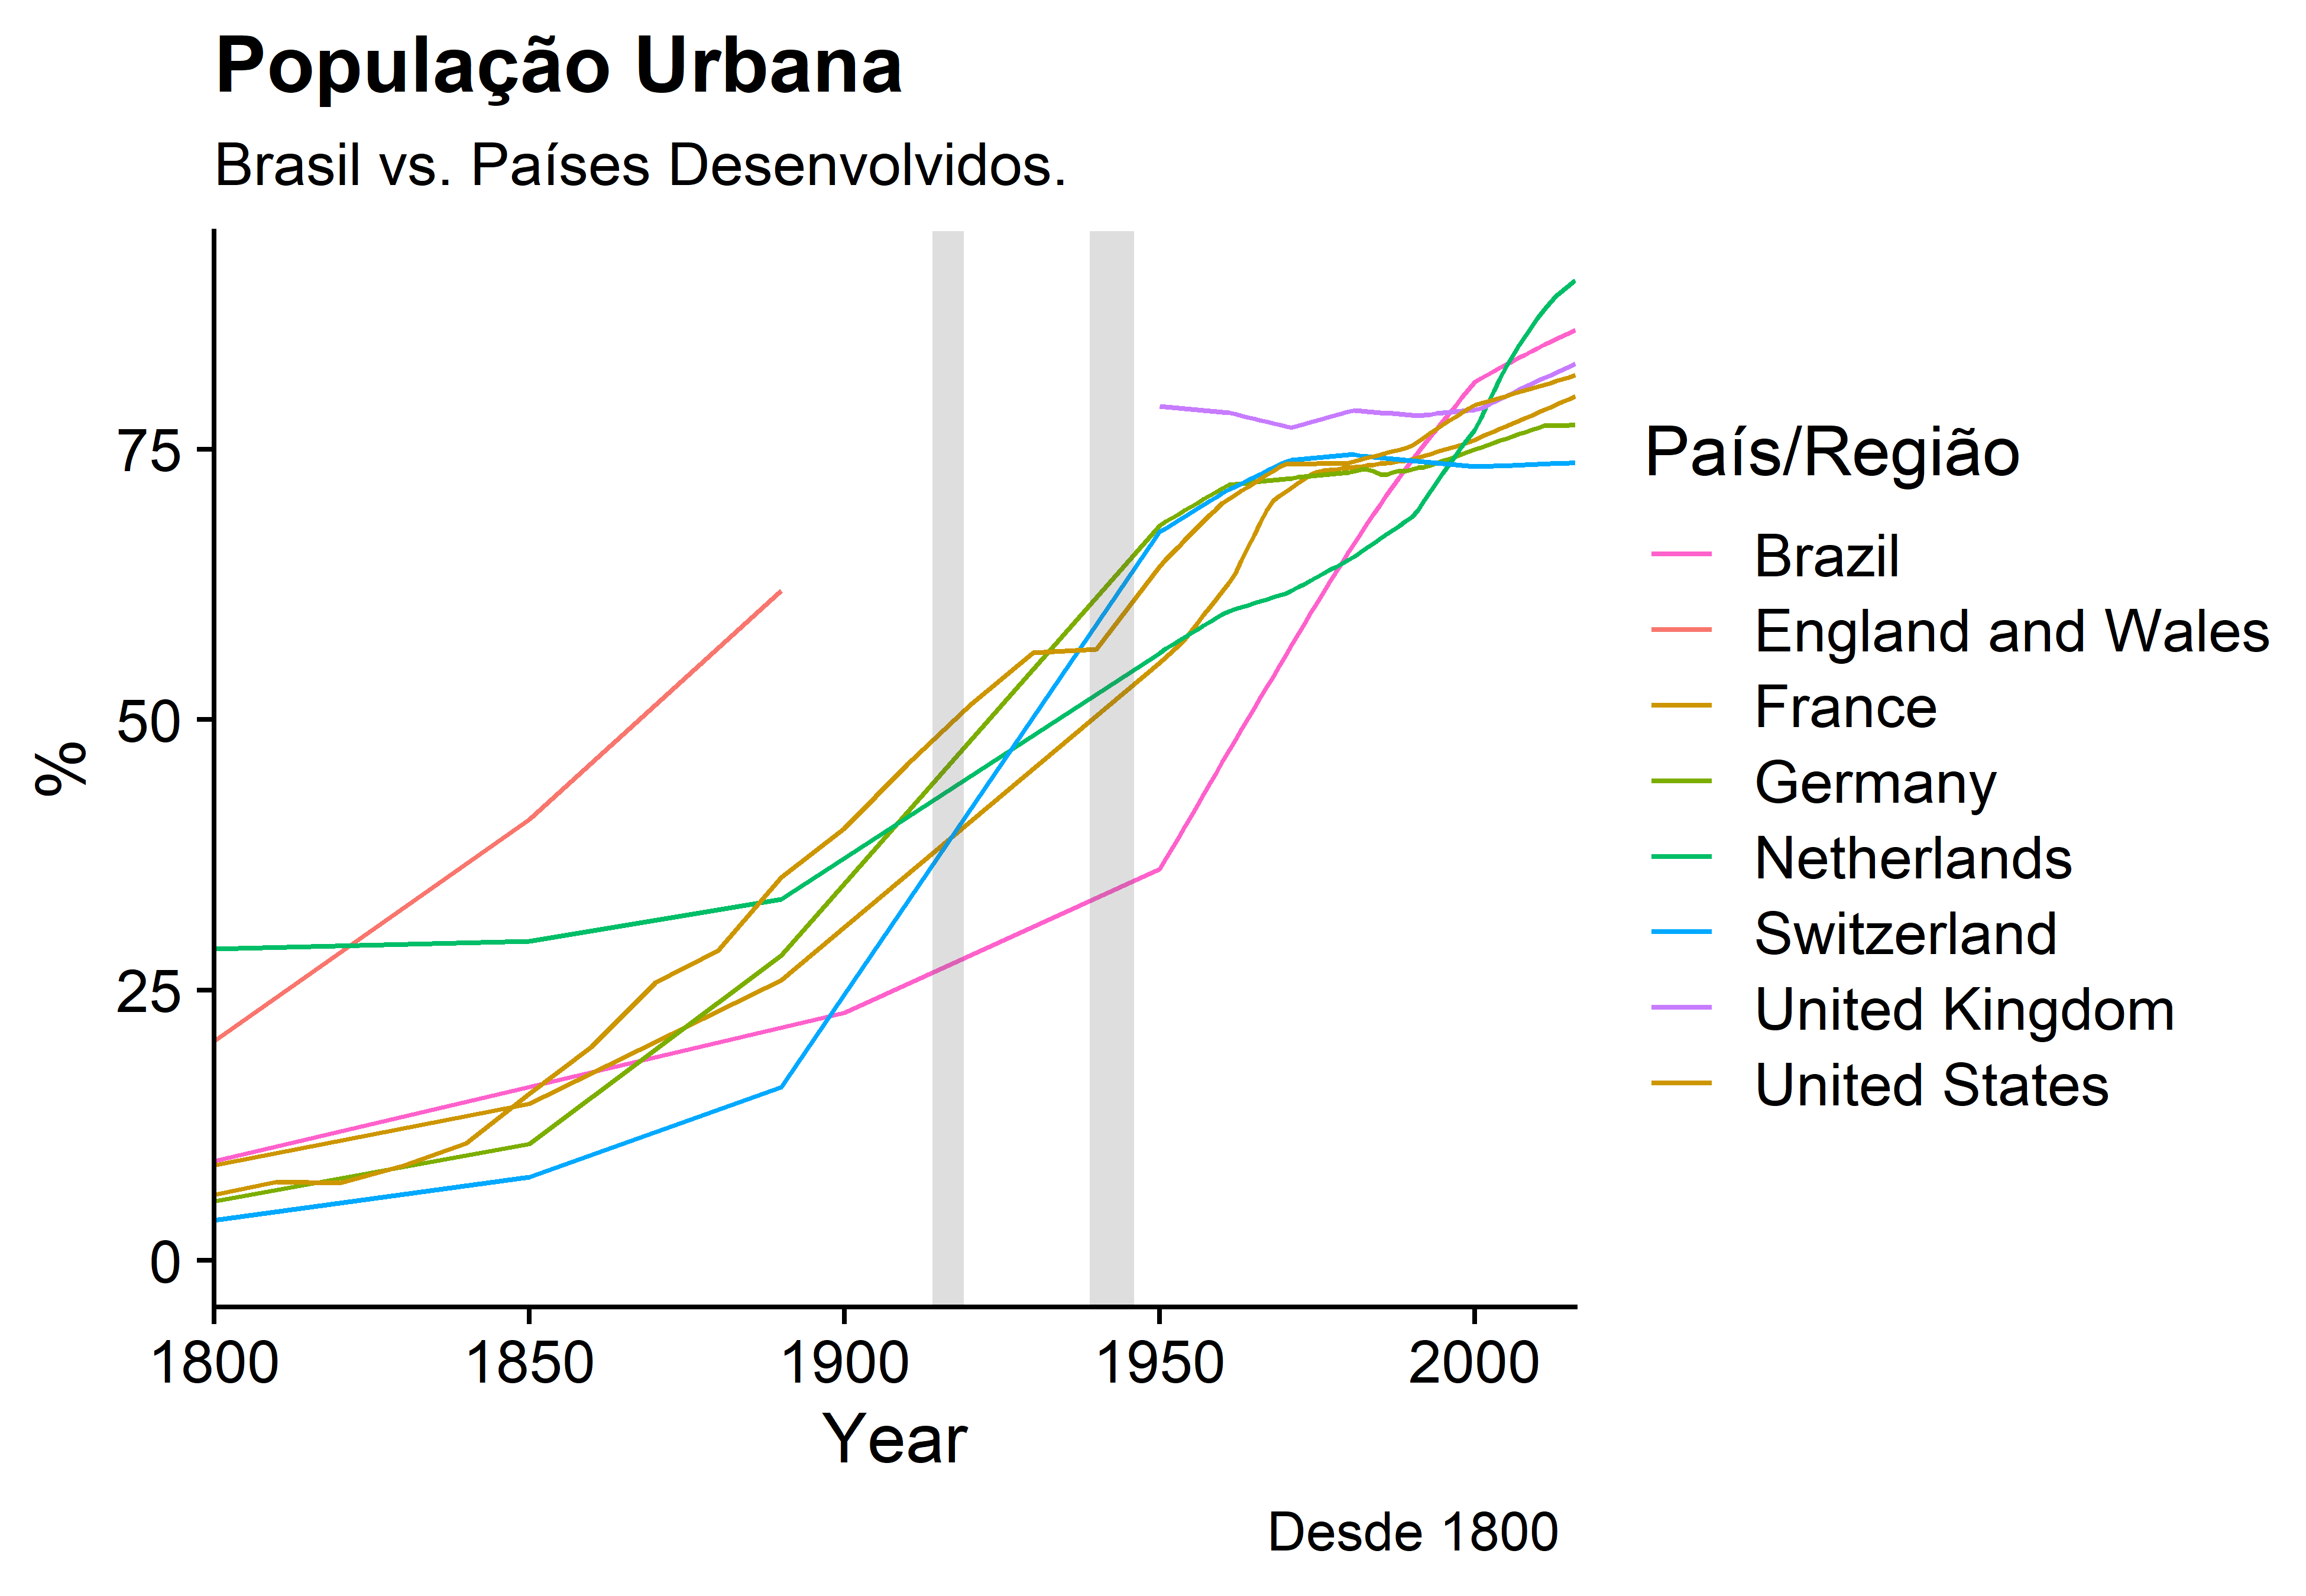 População Urbana
Brasil vs. Países Desenvolvidos.
75
50
25
0
%
1800
1850
1900
1950
2000
Year
País/Região
Brazil
England and Wales
France
Germany
Netherlands
Switzerland
United Kingdom
United States
Desde 1800